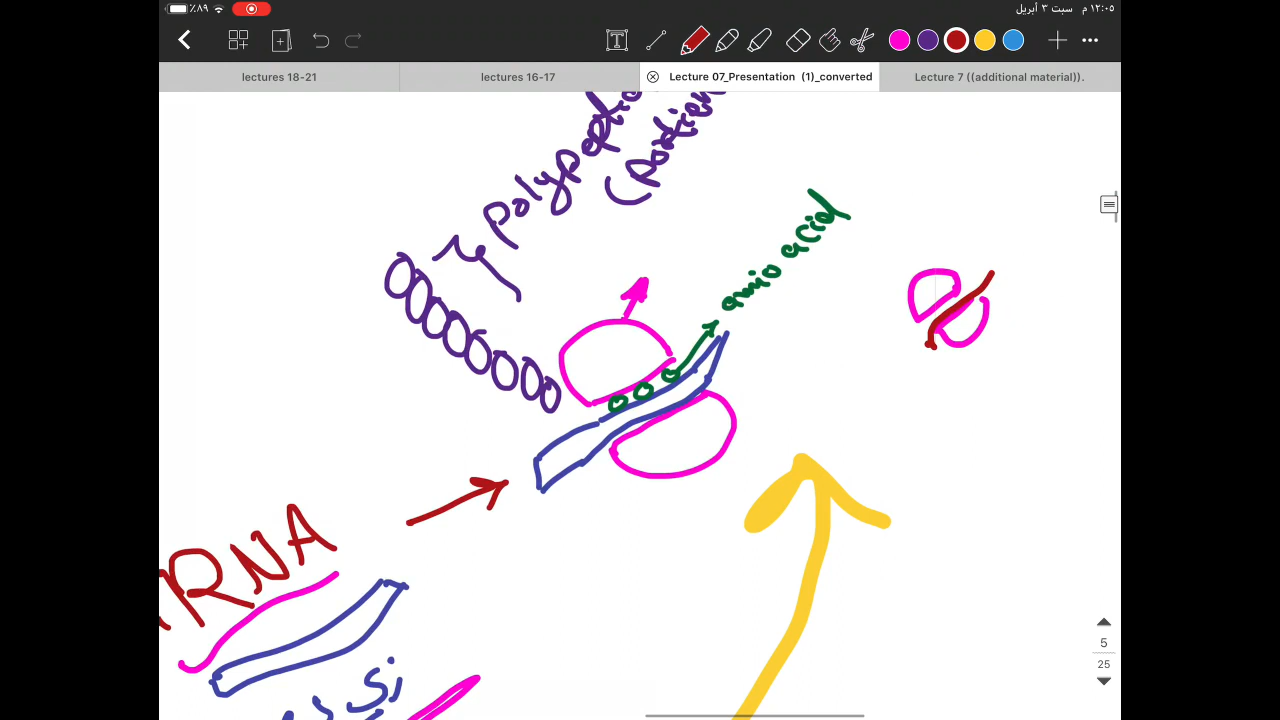 ٪٨٩
١٢:٠٥ م سبت ٣ أبريل
lectures 18-21
lectures 16-17
Lecture 07_Presentation (1)_converted
Lecture 7 ((additional material)).
amio acid
RNA
5
25